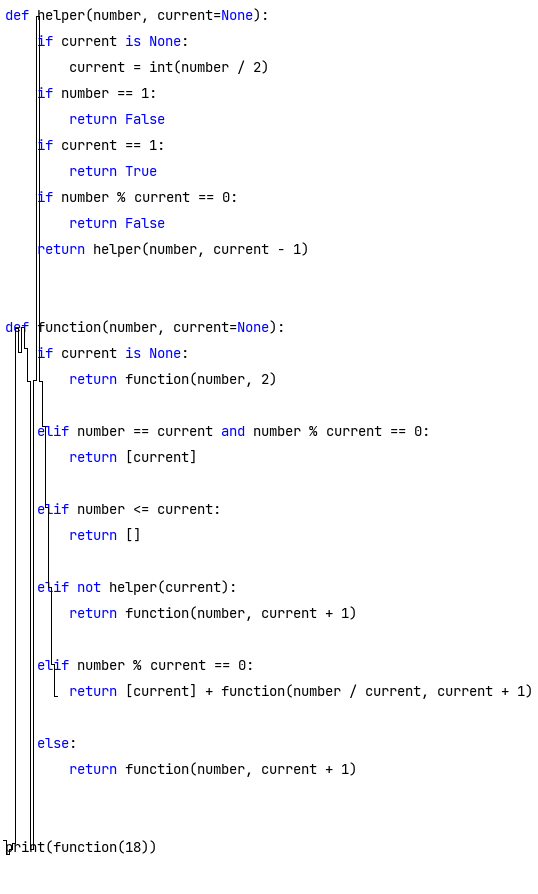 def helper(number, current=None):
    if current is None:
        current = int(number / 2)
    if number == 1:
        return False
    if current == 1:
        return True
    if number % current == 0:
        return False
    return helper(number, current - 1)
def function(number, current=None):
    if current is None:
        return function(number, 2)
    elif number == current and number % current == 0:
        return [current]
    elif number <= current:
        return []
    elif not helper(current):
        return function(number, current + 1)
    elif number % current == 0:
        return [current] + function(number / current, current + 1)
    else:
        return function(number, current + 1)
print(function(18))